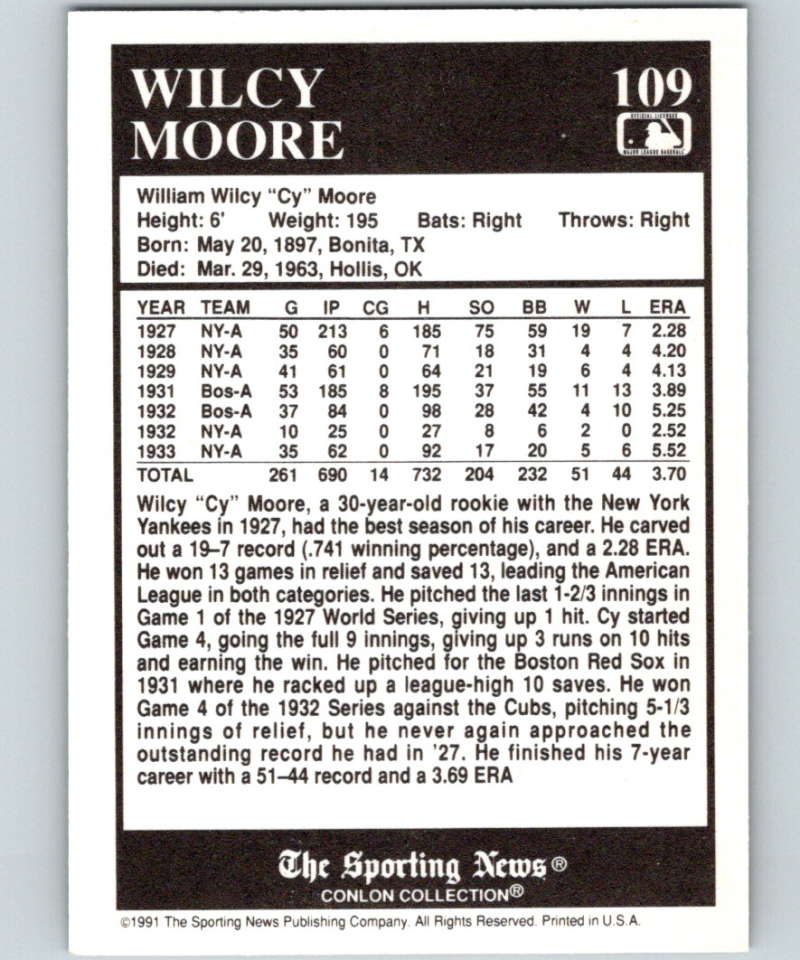 WILCY
MOORE
109
OFFICIAL LICENSEE
MAJOR LEAGUE BASEBALL
William Wilcy “Cy” Moore
Height: 6' Weight: 195 Bats: Right Throws: Right
Born: May 20, 1897, Bonita, TX
Died: Mar. 29, 1963, Hollis, OK
YEAR TEAM G IP CG H SO BB W L ERA
1927 NY-A 50 213 6 185 75 59 19 7 2.28
1928 NY-A 35 60 0 71 18 31 4 4 4.20
1929 NY-A 41 61 0 64 21 19 6 4 4.13
1931 Bos-A 53 185 8 195 37 55 11 13 3.89
1932 Bos-A 37 84 0 98 28 42 4 10 5.25
1932 NY-A 10 25 0 27 8 6 2 0 2.52
1933 NY-A 35 62 0 92 17 20 5 6 5.52
TOTAL 261 690 14 732 204 232 51 44 3.70
Wilcy “Cy” Moore, a 30-year-old rookie with the New York
Yankees in 1927, had the best season of his career. He carved
out a 19–7 record (.741 winning percentage), and a 2.28 ERA.
He won 13 games in relief and saved 13, leading the American
League in both categories. He pitched the last 1-2/3 innings in
Game 1 of the 1927 World Series, giving up 1 hit. Cy started
Game 4, going the full 9 innings, giving up 3 runs on 10 hits
and earning the win. He pitched for the Boston Red Sox in
1931 where he racked up a league-high 10 saves. He won
Game 4 of the 1932 Series against the Cubs, pitching 5-1/3
innings of relief, but he never again approached the
outstanding record he had in '27. He finished his 7-year
career with a 51–44 record and a 3.69 ERA
The Sporting News®
CONLON COLLECTION®
©1991 The Sporting News Publishing Company. All Rights Reserved. Printed in U.S.A.